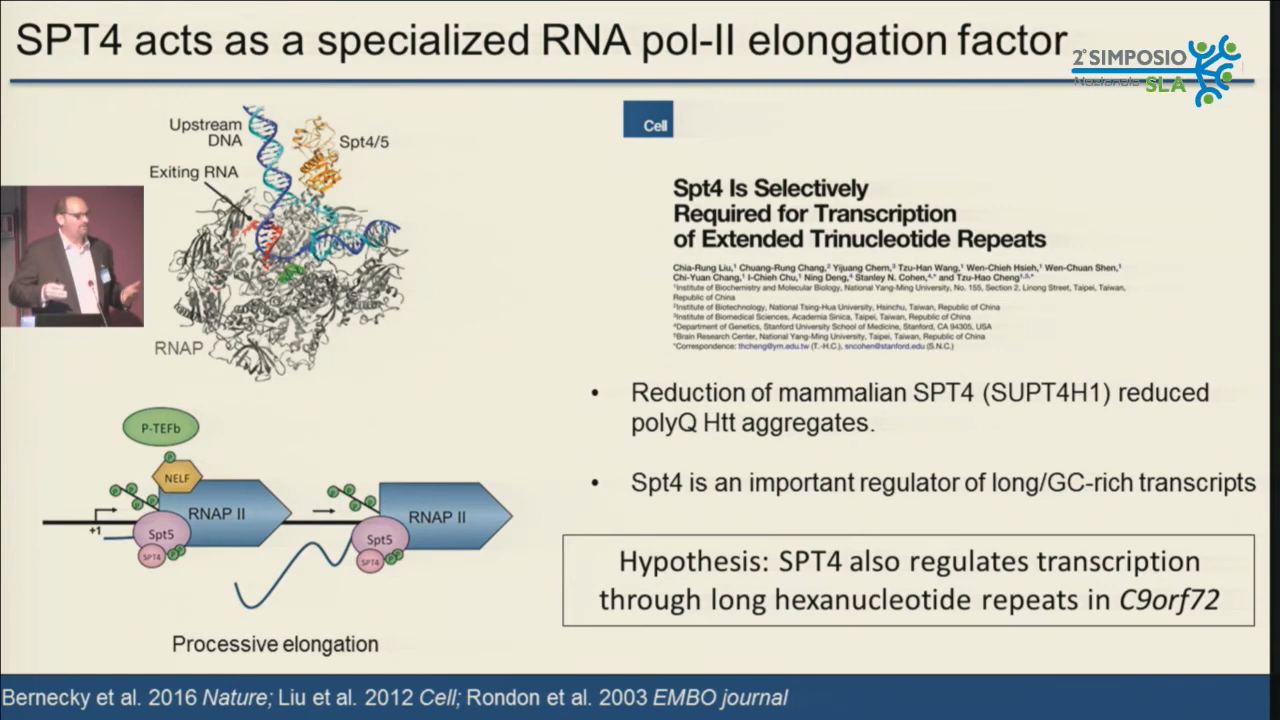 SPT4 acts as a specialized RNA pol-II elongation factor
2° SIMPOSIO
Nazionale SLA
Upstream
DNA
Spt4/5
Exiting RNA
RNAP
Cell
Spt4 Is Selectively
Required for Transcription
of Extended Trinucleotide Repeats
Chia-Rung Liu,1 Chuang-Rung Chang,2 Yijuang Chern,3 Tzu-Han Wang,1 Wen-Chieh Hsieh,1 Wen-Chuan Shen,1
Chi-Yuan Chang,1 I-Chieh Chu,1 Ning Deng,4 Stanley N. Cohen,4,* and Tzu-Hao Cheng1,5,*
1Institute of Biochemistry and Molecular Biology, National Yang-Ming University, No. 155, Section 2, Linong Street, Taipei, Taiwan,
Republic of China
2Institute of Biotechnology, National Tsing-Hua University, Hsinchu, Taiwan, Republic of China
3Institute of Biomedical Sciences, Academia Sinica, Taipei, Taiwan, Republic of China
4Department of Genetics, Stanford University School of Medicine, Stanford, CA 94305, USA
5Brain Research Center, National Yang-Ming University, Taipei, Taiwan, Republic of China
*Correspondence: thcheng@ym.edu.tw (T.-H.C.), sncohen@stanford.edu (S.N.C.)
• Reduction of mammalian SPT4 (SUPT4H1) reduced
polyQ Htt aggregates.
• Spt4 is an important regulator of long/GC-rich transcripts
Hypothesis: SPT4 also regulates transcription
through long hexanucleotide repeats in C9orf72
P-TEFb
P
NELF
P P P P
RNAP II
+1
Spt5
SPT4
P P
P P P P
RNAP II
Spt5
SPT4
P P
Processive elongation
Bernecky et al. 2016 Nature; Liu et al. 2012 Cell; Rondon et al. 2003 EMBO journal